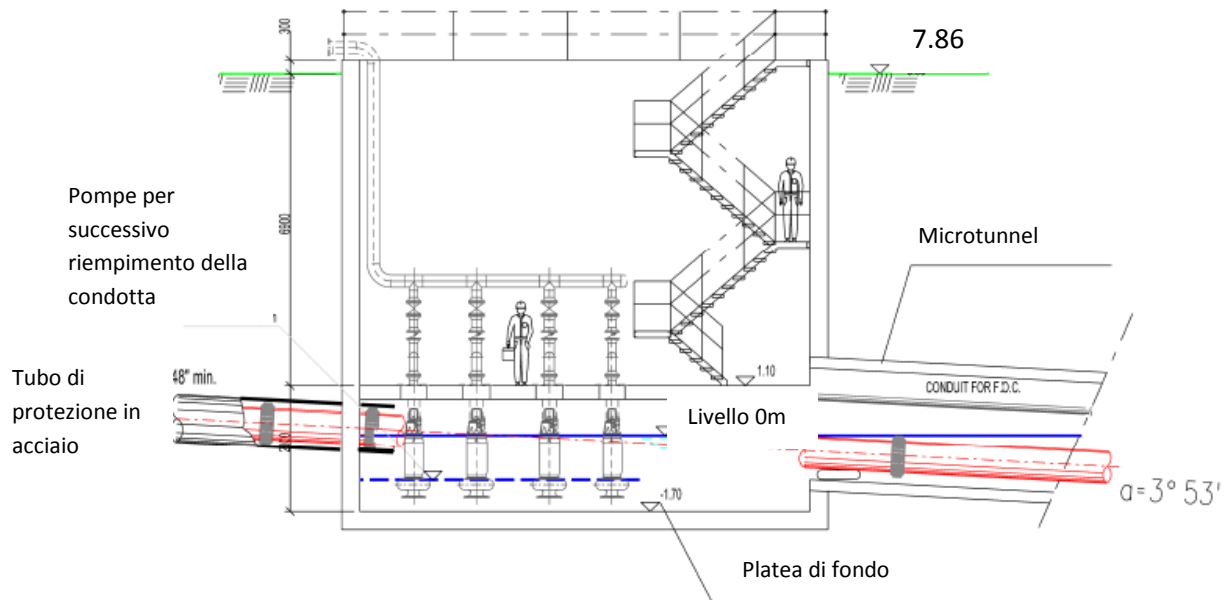 300
7.86
Pompe per
successivo
riempimento della
condotta
6900
Microtunnel
Tubo di
protezione in
acciaio
48" min.
1.10
CONDUIT FOR F.D.C.
Livello 0m
-1.70
a=3° 53'
Platea di fondo